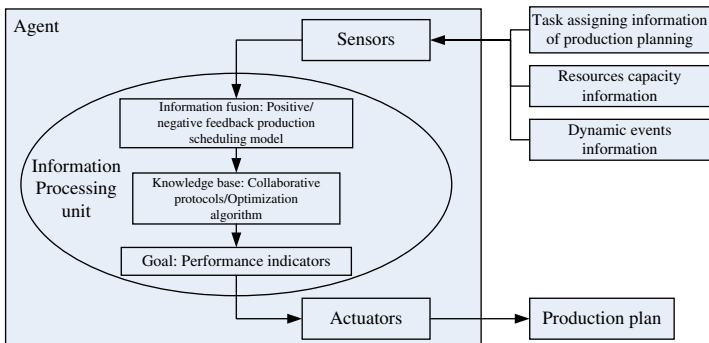 Agent
Sensors
Task assigning information
of production planning
Resources capacity
information
Dynamic events
information
Information fusion: Positive/
negative feedback production
scheduling model
Information
Processing
unit
Knowledge base: Collaborative
protocols/Optimization
algorithm
Goal: Performance indicators
Actuators
Production plan